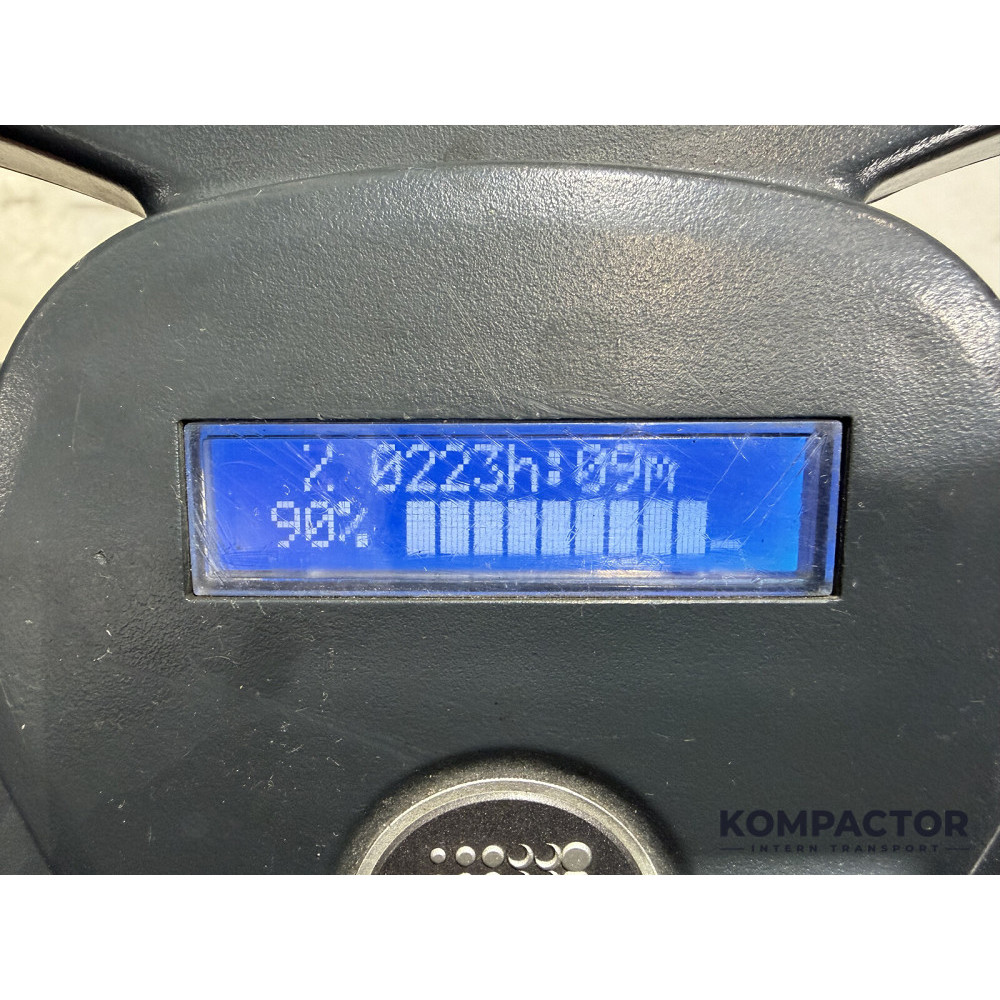 % 0223h:09m
90%
KOMPACTOR
INTERN TRANSPORT